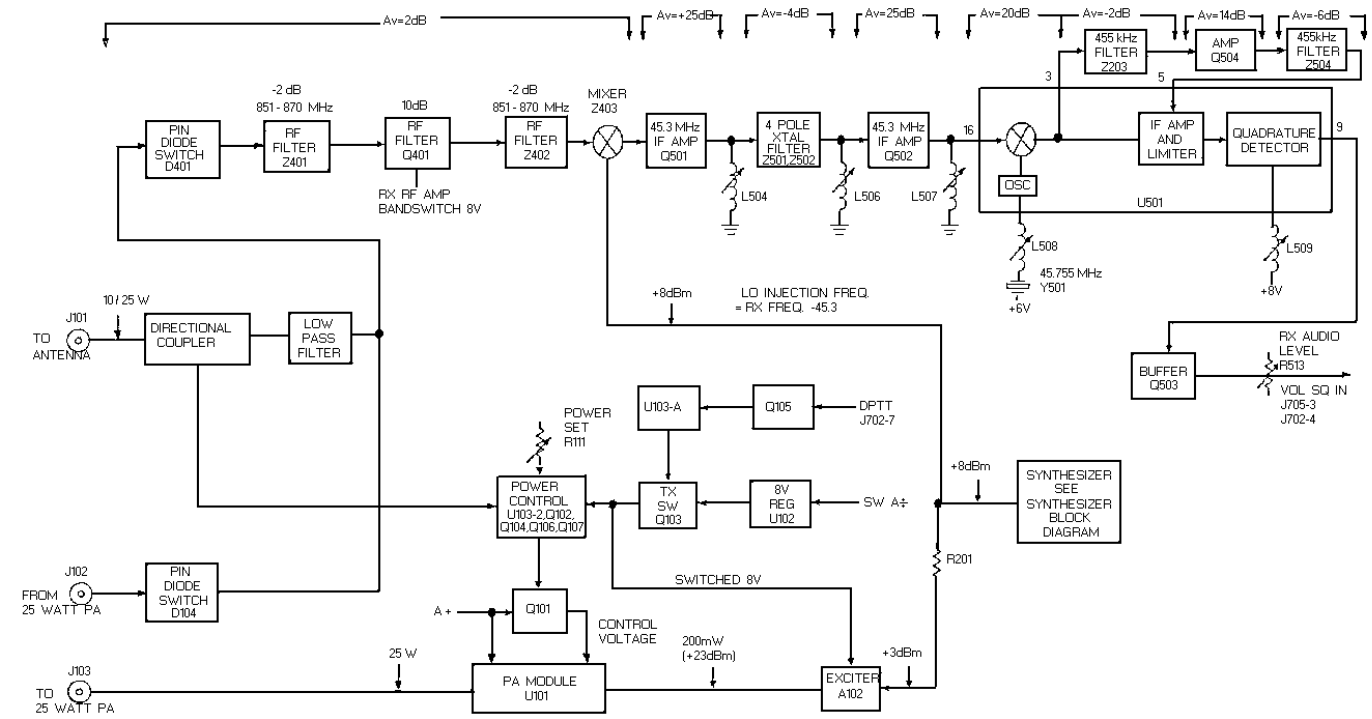 Av=2dB
Av=+25dB
Av=-4dB
Av=25dB
Av=20dB
Av=-2dB
Av=14dB
Av=-6dB
455 kHz
FILTER
Z203
AMP
Q504
455kHz
FILTER
Z504
3
5
-2 dB
851-870 MHz
10dB
-2 dB
851-870 MHz
MIXER
Z403
PIN
DIODE
SWITCH
D401
RF
FILTER
Z401
RF
FILTER
Q401
RF
FILTER
Z402
45.3 MHz
IF AMP
Q501
4 POLE
XTAL
FILTER
Z501,Z502
45.3 MHz
IF AMP
Q502
16
IF AMP
AND
LIMITER
QUADRATURE
DETECTOR
9
RX RF AMP
BANDSWITCH 8V
L504
L506
L507
OSC
U501
L508
L509
45.755 MHz
Y501
+6V
+8V
+8dBm
LO INJECTION FREQ.
= RX FREQ. -45.3
10/25 W
J101
TO
ANTENNA
DIRECTIONAL
COUPLER
LOW
PASS
FILTER
RX AUDIO
LEVEL
R513
BUFFER
Q503
VOL SQ IN
J705-3
J702-4
U103-A
Q105
DPTT
J702-7
POWER
SET
R111
POWER
CONTROL
U103-2,Q102,
Q104,Q106,Q107
TX
SW
Q103
8V
REG
U102
SW A÷
+8dBm
SYNTHESIZER
SEE
SYNTHESIZER
BLOCK
DIAGRAM
R201
J102
FROM
25 WATT PA
PIN
DIODE
SWITCH
D104
SWITCHED 8V
A +
Q101
CONTROL
VOLTAGE
25 W
200mW
(+23dBm)
+3dBm
J103
TO
25 WATT PA
PA MODULE
U101
EXCITER
A102